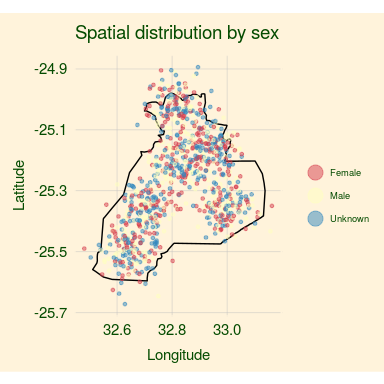 Spatial distribution by sex
-24.9
-25.1
-25.3
-25.5
-25.7
Latitude
32.6 32.8 33.0
Longitude
Female
Male
Unknown